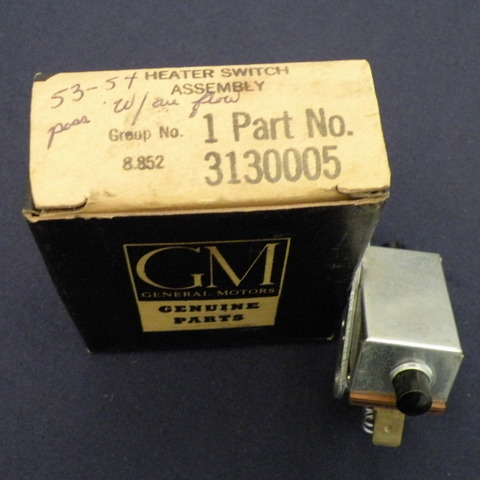 53-54 HEATER SWITCH
ASSEMBLY
pass. w/ air flow
Group No. 1 Part No.
8.852 3130005
GM
GENERAL MOTORS
GENUINE
PARTS